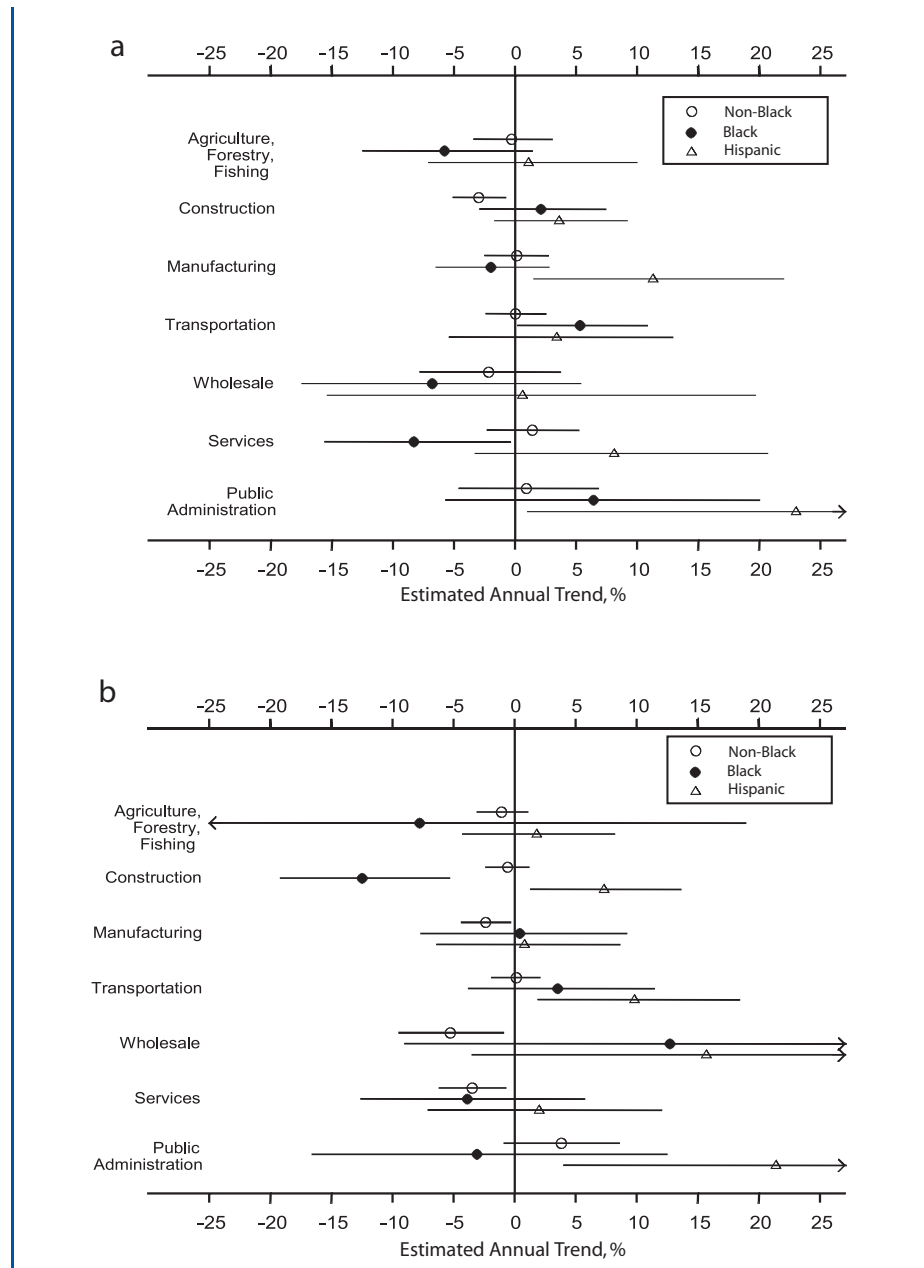 a
-25 -20 -15 -10 -5 0 5 10 15 20 25
Non-Black
Black
Hispanic
Agriculture,
Forestry,
Fishing
Construction
Manufacturing
Transportation
Wholesale
Services
Public
Administration
-25 -20 -15 -10 -5 0 5 10 15 20 25
Estimated Annual Trend, %
b
-25 -20 -15 -10 -5 0 5 10 15 20 25
Non-Black
Black
Hispanic
Agriculture,
Forestry,
Fishing
Construction
Manufacturing
Transportation
Wholesale
Services
Public
Administration
-25 -20 -15 -10 -5 0 5 10 15 20 25
Estimated Annual Trend, %